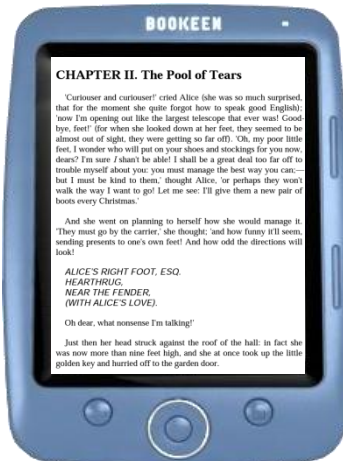 BOOKEEN
CHAPTER II. The Pool of Tears
'Curiouser and curiouser!' cried Alice (she was so much surprised,
that for the moment she quite forgot how to speak good English);
'now I'm opening out like the largest telescope that ever was! Good-
bye, feet!' (for when she looked down at her feet, they seemed to be
almost out of sight, they were getting so far off). 'Oh, my poor little
feet, I wonder who will put on your shoes and stockings for you now,
dears? I'm sure I shan't be able! I shall be a great deal too far off to
trouble myself about you: you must manage the best way you can;—
but I must be kind to them,' thought Alice, 'or perhaps they won't
walk the way I want to go! Let me see: I'll give them a new pair of
boots every Christmas.'
And she went on planning to herself how she would manage it.
'They must go by the carrier,' she thought; 'and how funny it'll seem,
sending presents to one's own feet! And how odd the directions will
look!
ALICE'S RIGHT FOOT, ESQ.
HEARTHRUG,
NEAR THE FENDER,
(WITH ALICE'S LOVE).
Oh dear, what nonsense I'm talking!'
Just then her head struck against the roof of the hall: in fact she
was now more than nine feet high, and she at once took up the little
golden key and hurried off to the garden door.